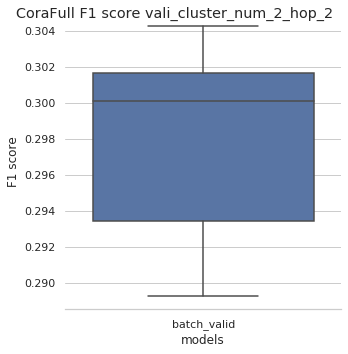 CoraFull F1 score vali_cluster_num_2_hop_2
0.304
0.302
0.300
0.298
0.296
0.294
0.292
0.290
F1 score
batch_valid
models